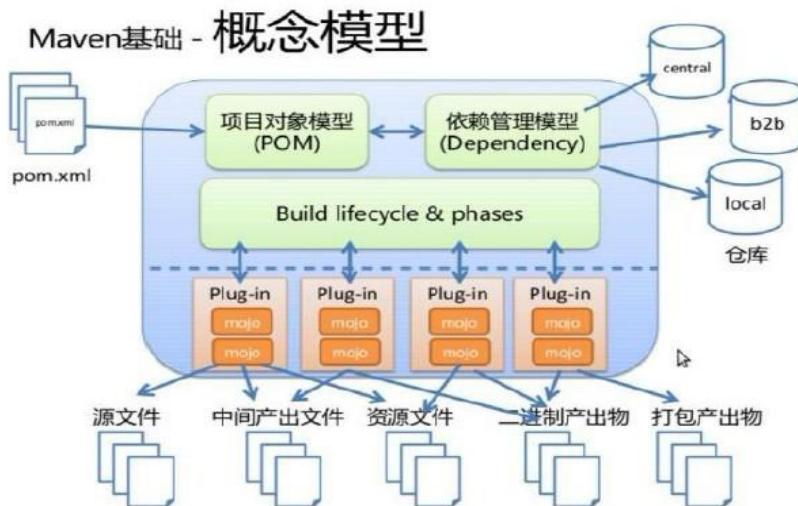 Maven基础 - 概念模型
central
pom.xml
项目对象模型
(POM)
依赖管理模型
(Dependency)
b2b
pom.xml
Build lifecycle & phases
local
仓库
Plug-in
Plug-in
Plug-in
Plug-in
mojo
mojo
mojo
mojo
mojo
mojo
mojo
mojo
源文件
中间产出文件
资源文件
二进制产出物
打包产出物